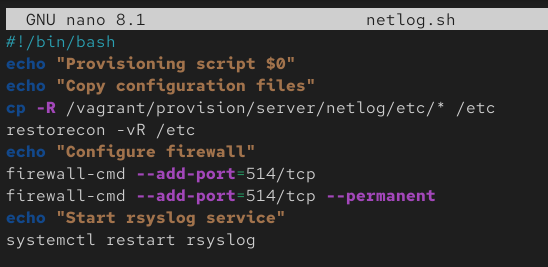 GNU nano 8.1 netlog.sh
#!/bin/bash
echo "Provisioning script $0"
echo "Copy configuration files"
cp -R /vagrant/provision/server/netlog/etc/* /etc
restorecon -vR /etc
echo "Configure firewall"
firewall-cmd --add-port=514/tcp
firewall-cmd --add-port=514/tcp --permanent
echo "Start rsyslog service"
systemctl restart rsyslog